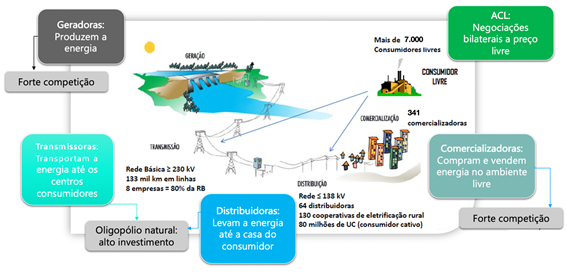 Geradoras:
Produzem a
energia
Forte competição
GERAÇÃO
Mais de 7.000
Consumidores livres
CONSUMIDOR
LIVRE
ACL:
Negociações
bilaterais a preço
livre
341
comercializadoras
COMERCIALIZAÇÃO
Transmissoras:
Transportam a
energia até os
centros
consumidores
TRANSMISSÃO
Rede Básica ≥ 230 kV
133 mil km em linhas
8 empresas = 80% da RB
Oligopólio natural:
alto investimento
Distribuidoras:
Levam a energia
até a casa do
consumidor
DISTRIBUIÇÃO
Rede ≤ 138 kV
64 distribuidoras
130 cooperativas de eletrificação rural
80 milhões de UC (consumidor cativo)
Comercializadoras:
Compram e vendem
energia no ambiente
livre
Forte competição